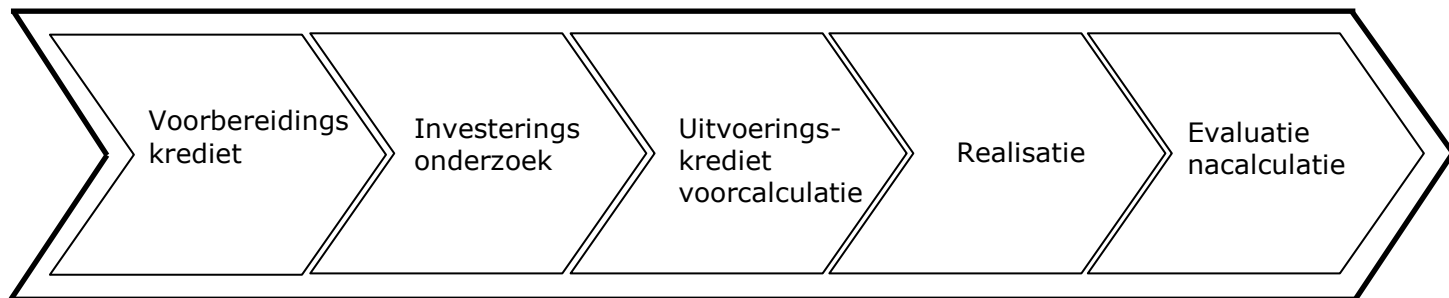 Voorbereidings
krediet
Investerings
onderzoek
Uitvoerings-
krediet
voorcalculatie
Realisatie
Evaluatie
nacalculatie